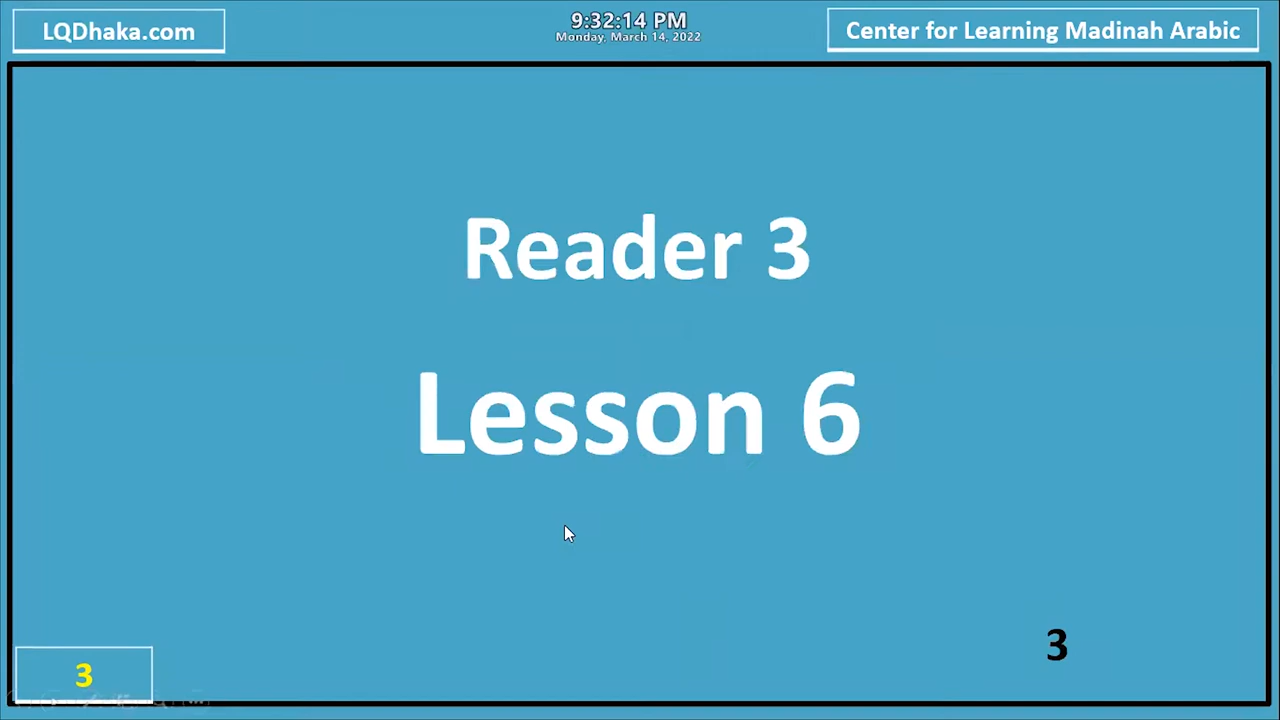 LQDhaka.com
9:32:14 PM
Monday, March 14, 2022
Center for Learning Madinah Arabic
Reader 3
Lesson 6
3
3